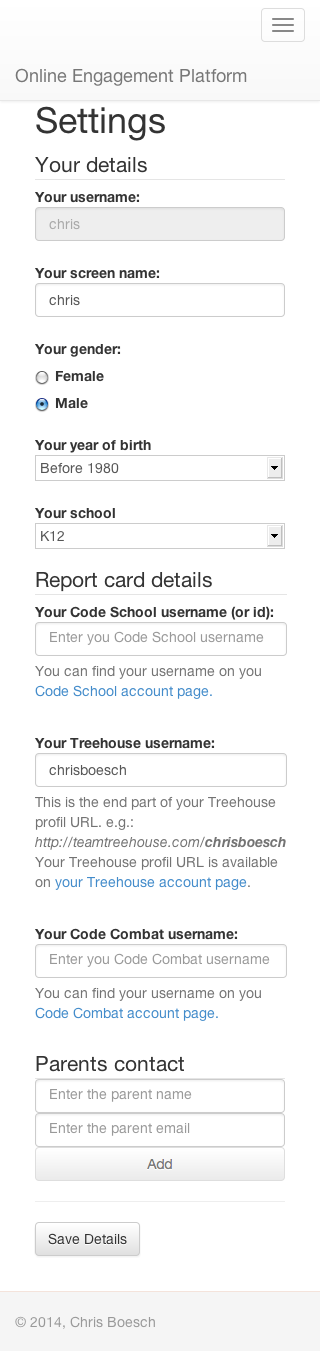 Online Engagement Platform
Settings
Your details
Your username:
chris
Your screen name:
chris
Your gender:
Female
Male
Your year of birth
Before 1980
Your school
K12
Report card details
Your Code School username (or id):
Enter you Code School username
You can find your username on you
Code School account page.
Your Treehouse username:
chrisboesch
This is the end part of your Treehouse
profil URL. e.g.:
http://teamtreehouse.com/chrisboesch
Your Treehouse profil URL is available
on your Treehouse account page.
Your Code Combat username:
Enter you Code Combat username
You can find your username on you
Code Combat account page.
Parents contact
Enter the parent name
Enter the parent email
Add
Save Details
© 2014, Chris Boesch